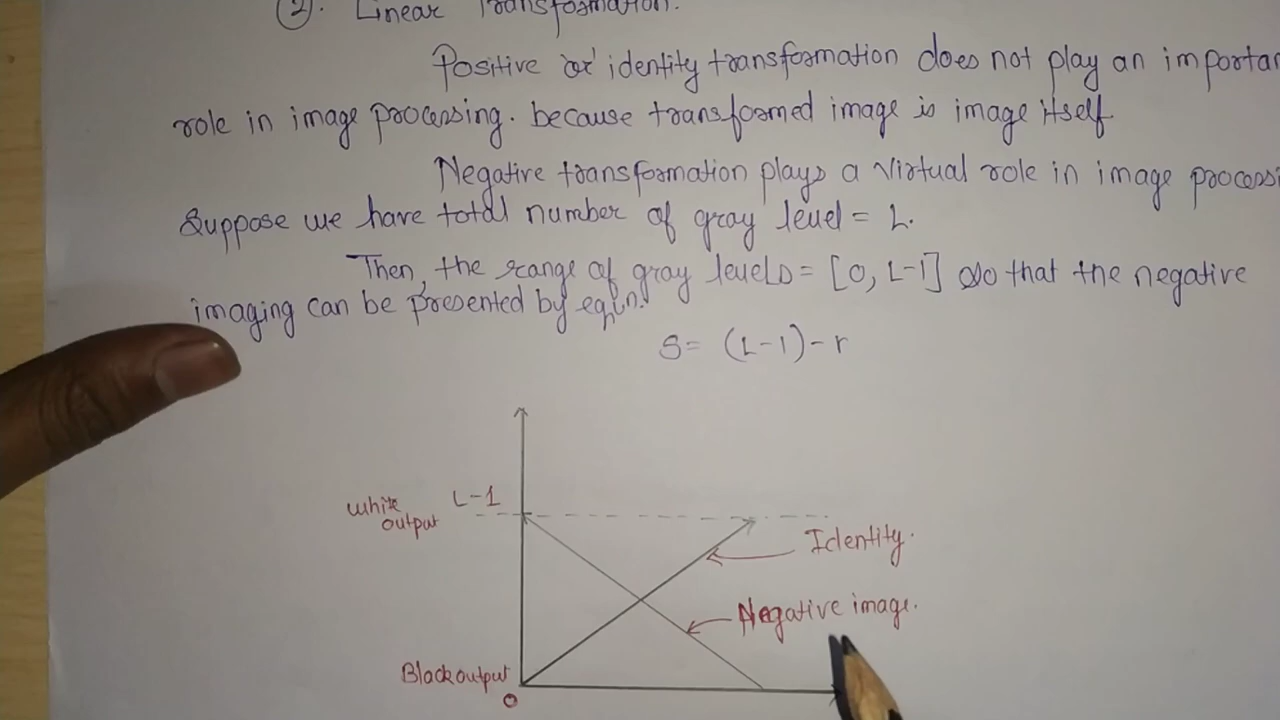 ②. Linear Transformation.
Positive 'or' identity transformation does not play an importan
role in image processing. because transformed image is image itself
Negative transformation plays a virtual role in image processi
Suppose we have total number of gray level = L.
Then, the range of gray levels = [0, L-1] so that the negative
imaging can be presented by eqn.
S = (L-1) - r
White
output
L-1
Identity.
Negative image.
Black output
0